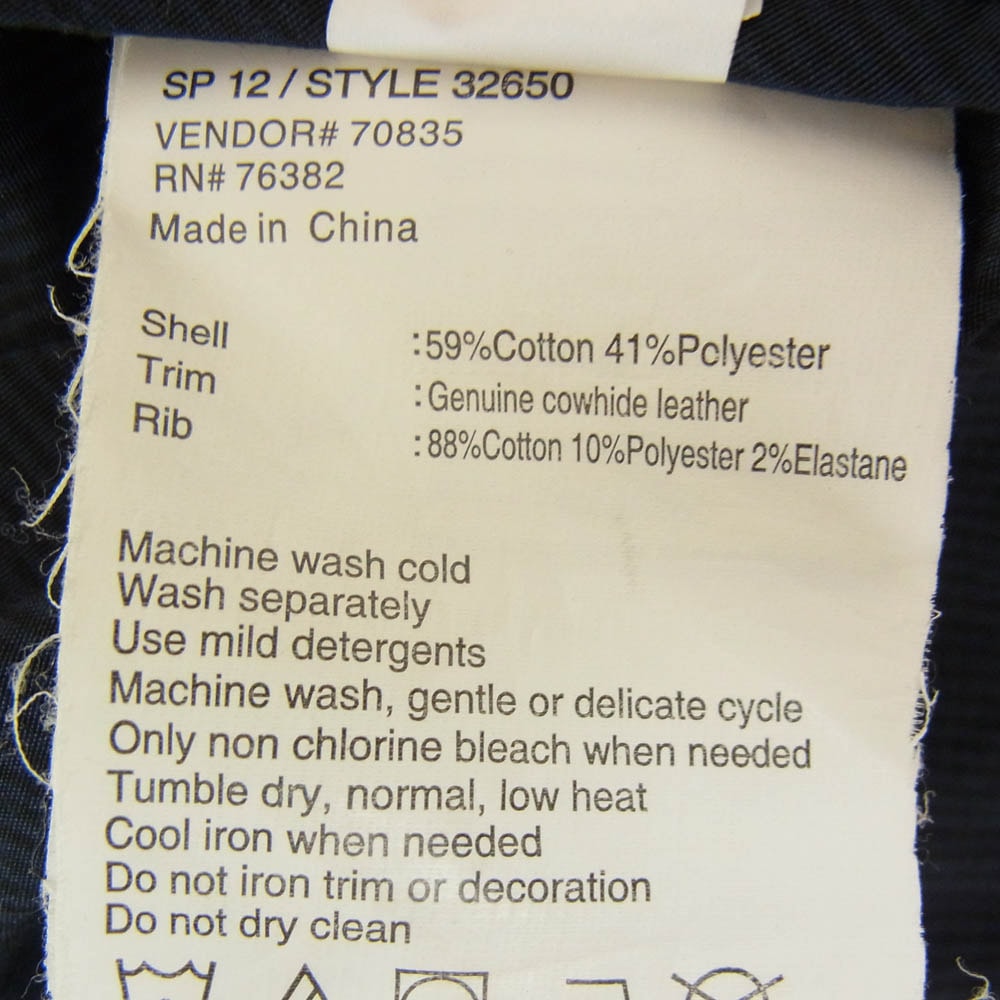 SP 12 / STYLE 32650
VENDOR# 70835
RN# 76382
Made in China
Shell :59%Cotton 41%Polyester
Trim :Genuine cowhide leather
Rib :88%Cotton 10%Polyester 2%Elastane
Machine wash cold
Wash separately
Use mild detergents
Machine wash, gentle or delicate cycle
Only non chlorine bleach when needed
Tumble dry, normal, low heat
Cool iron when needed
Do not iron trim or decoration
Do not dry clean